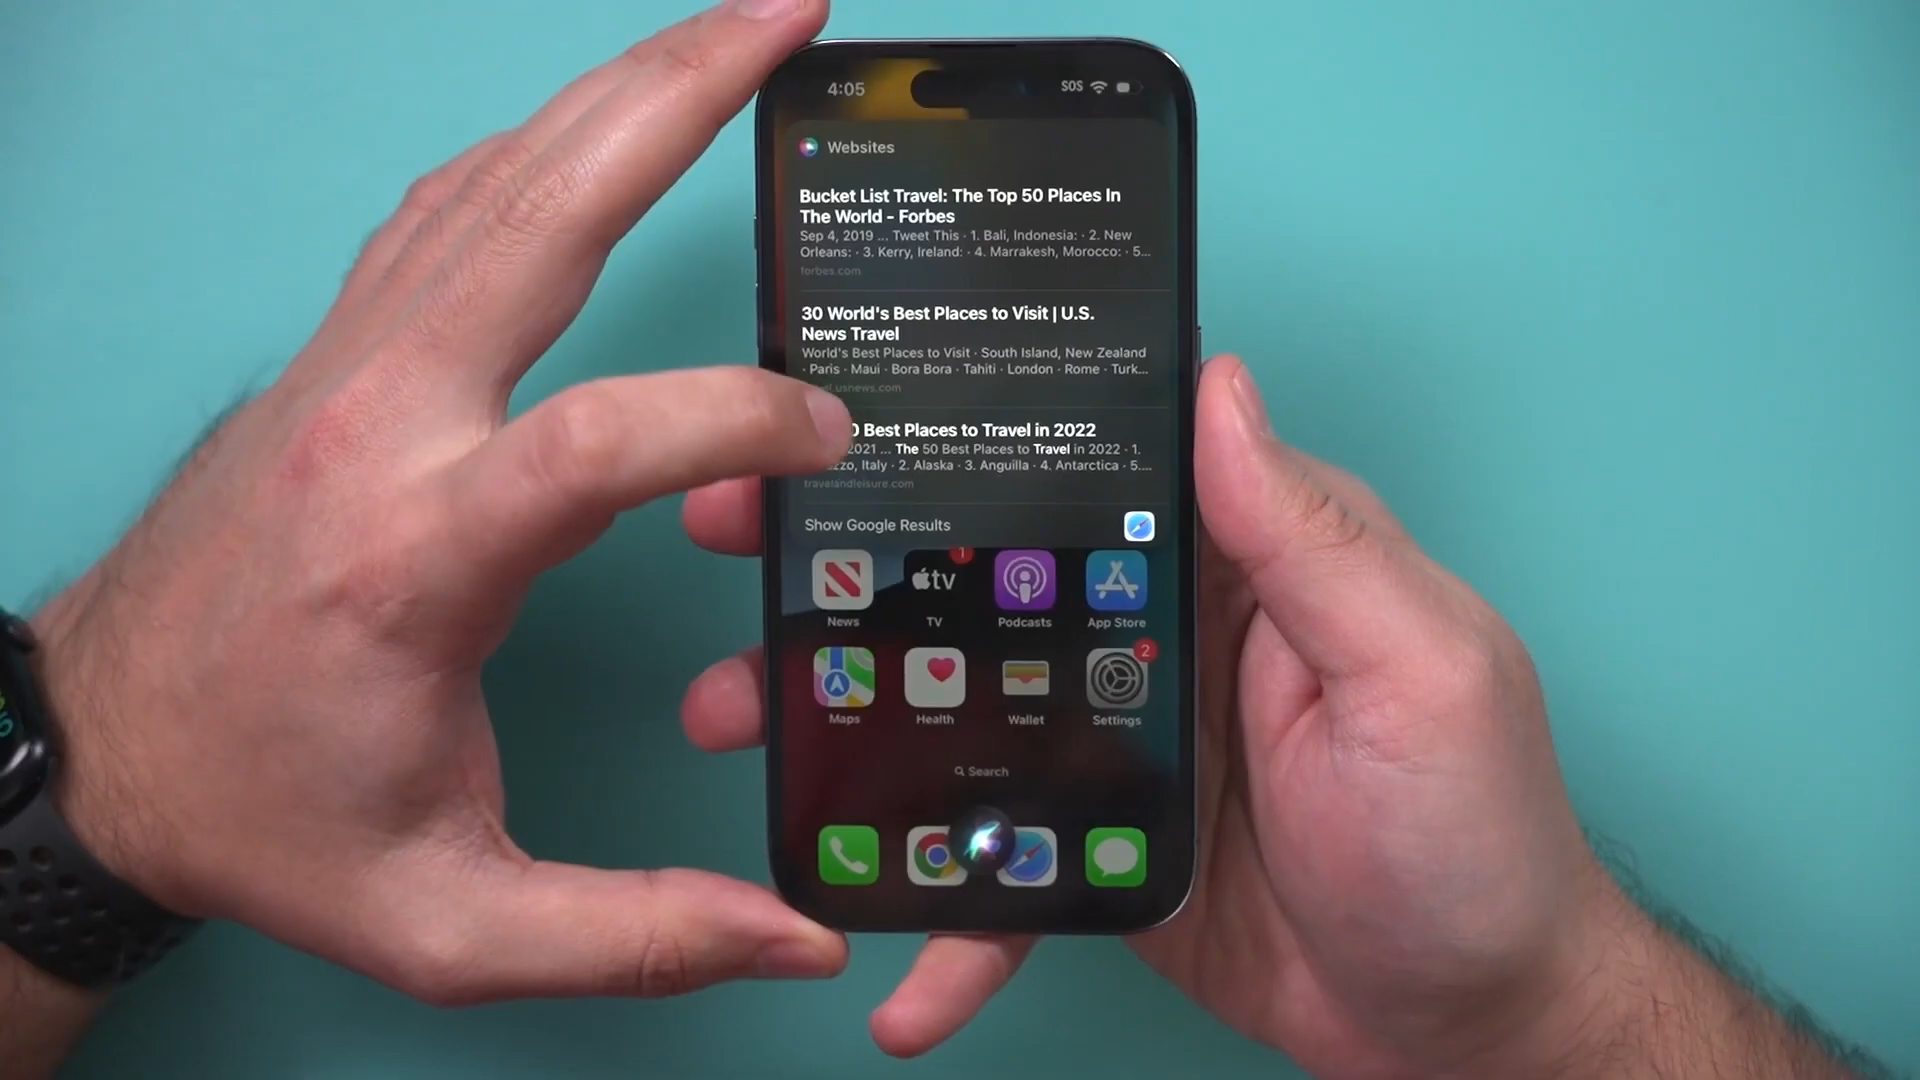 4:05
SOS
Websites
Bucket List Travel: The Top 50 Places In
The World - Forbes
Sep 4, 2019 ... Tweet This · 1. Bali, Indonesia: · 2. New
Orleans: · 3. Kerry, Ireland: · 4. Marrakesh, Morocco: · 5...
forbes.com
30 World's Best Places to Visit | U.S.
News Travel
World's Best Places to Visit · South Island, New Zealand
· Paris · Maui · Bora Bora · Tahiti · London · Rome · Turk...
usnews.com
Best Places to Travel in 2022
2021 ... The 50 Best Places to Travel in 2022 · 1.
Italy · 2. Alaska · 3. Anguilla · 4. Antarctica · 5....
travelandleisure.com
Show Google Results
1
tv
News
TV
Podcasts
App Store
2
Maps
Health
Wallet
Settings
Search